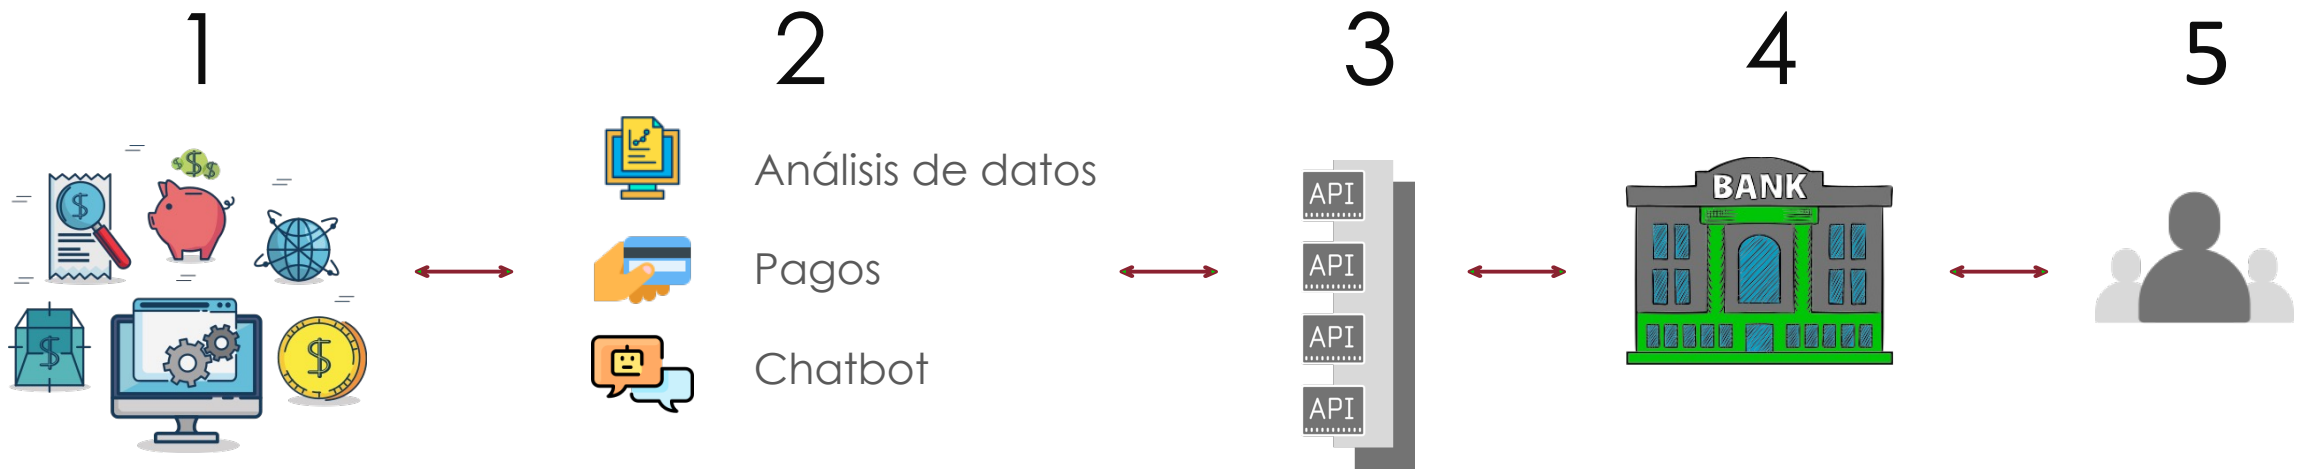 1
2
3
4
5
Análisis de datos
Pagos
Chatbot
API
API
API
API
BANK
$
$
$
$
$
$